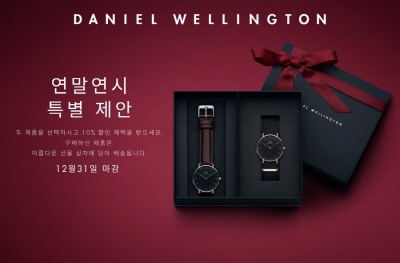 DANIEL WELLINGTON
연말연시
특별 제안
두 제품을 선택하시고 10% 할인 혜택을 받으세요.
구매하신 제품은
아름다운 선물 상자에 담아 배송됩니다.
12월31일 마감
DANIEL WELLINGTON